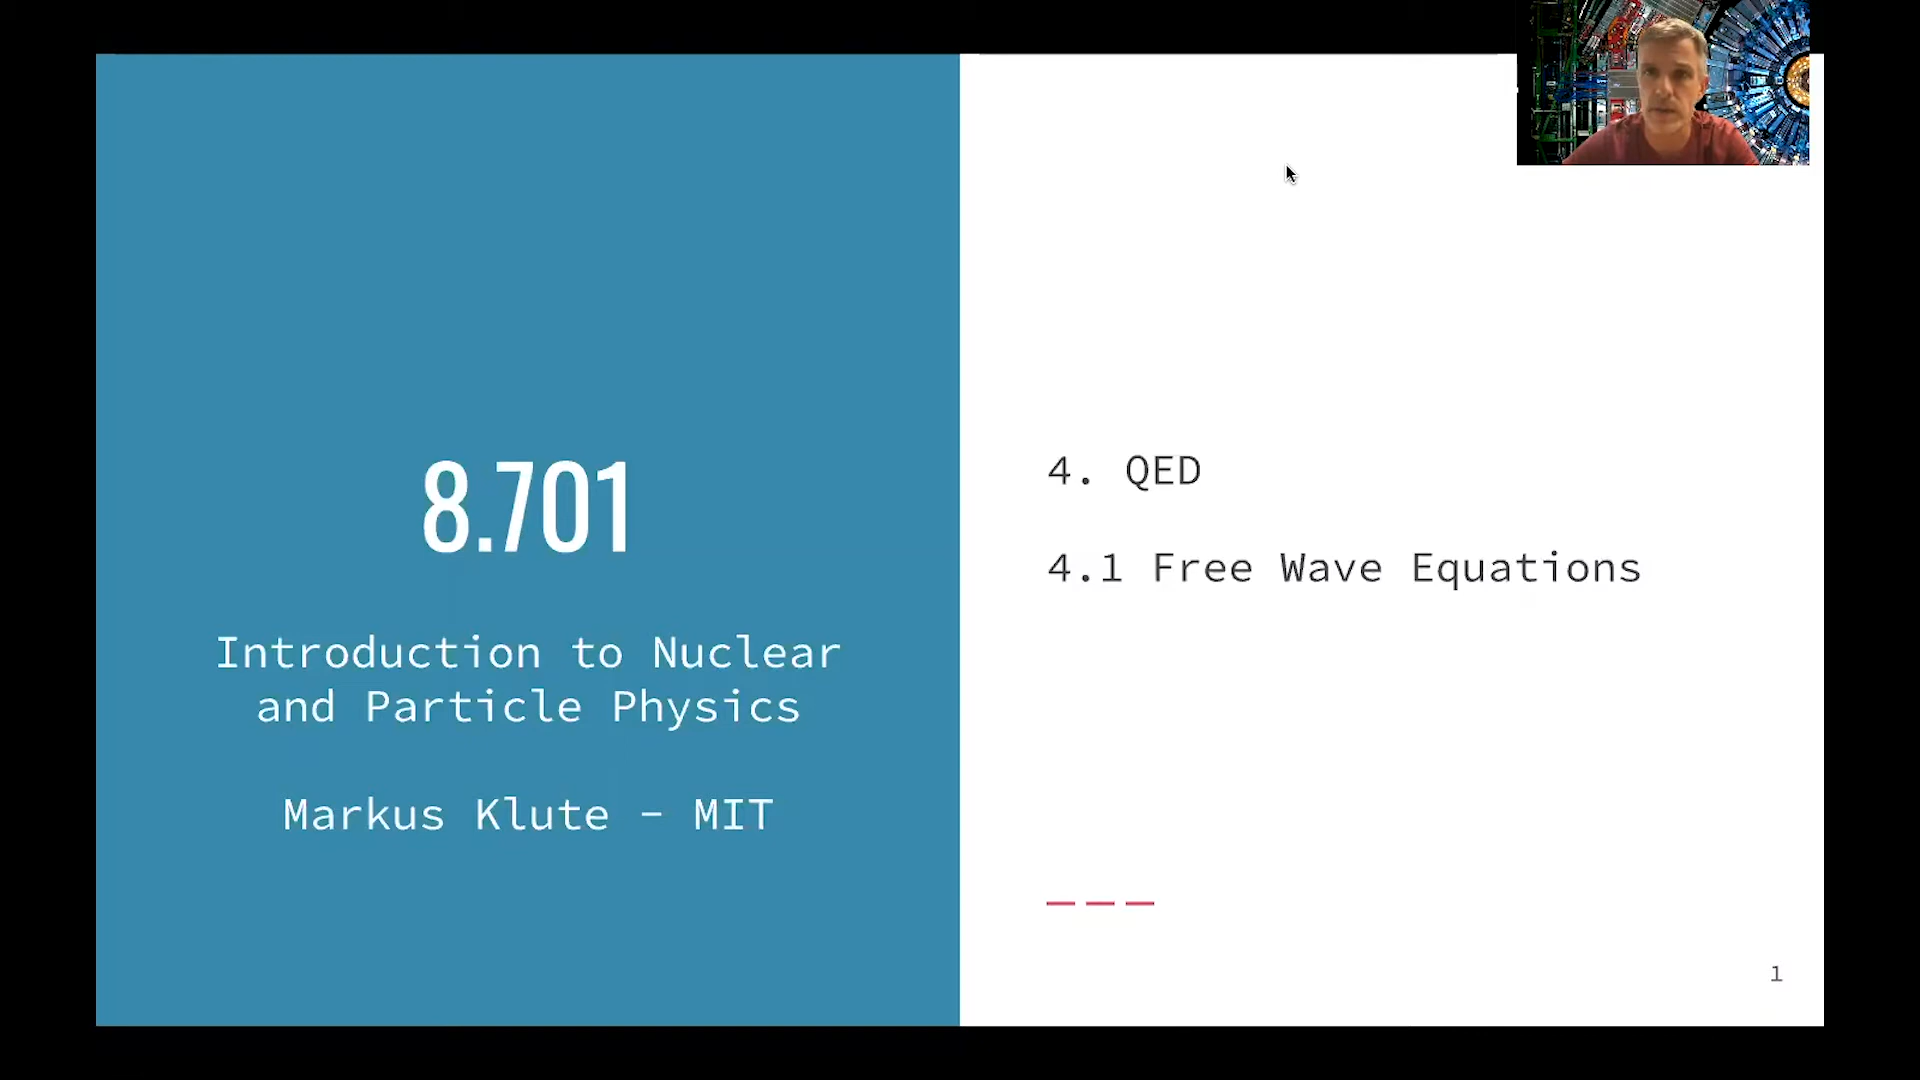 8.701
Introduction to Nuclear
and Particle Physics
Markus Klute - MIT
4. QED
4.1 Free Wave Equations
1